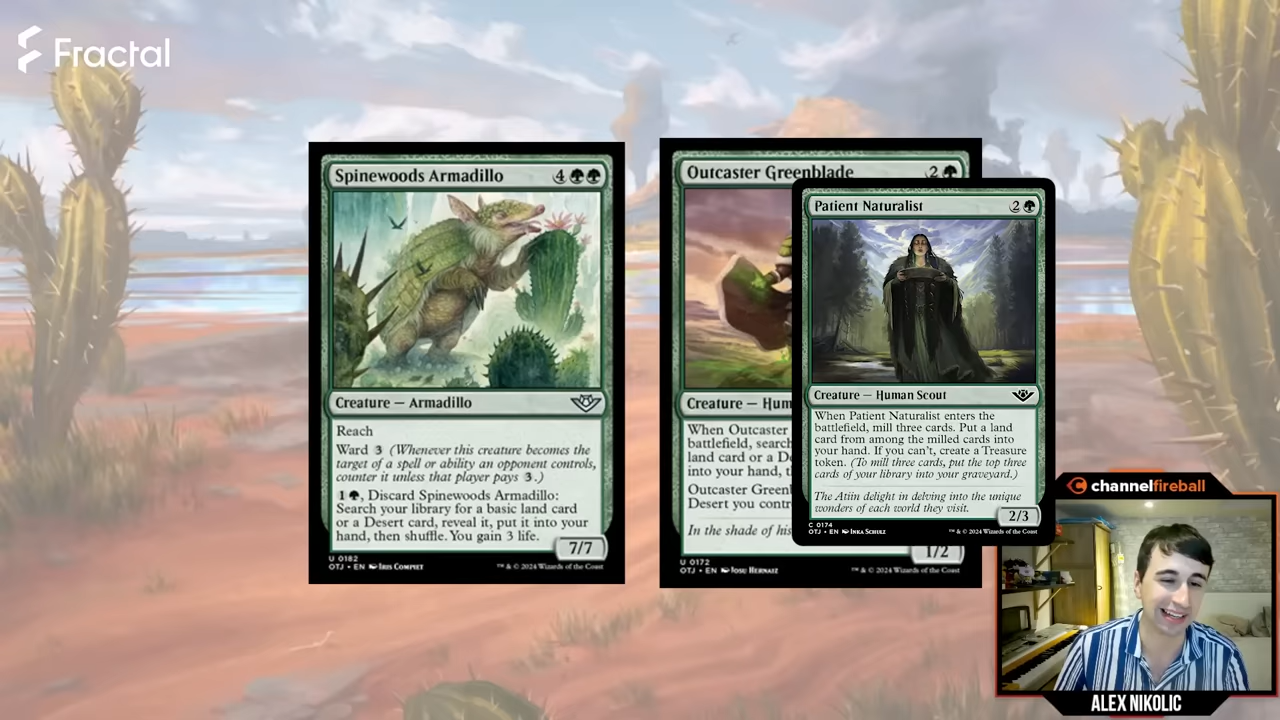 Fractal
Spinewoods Armadillo 4
Creature — Armadillo
Reach
Ward 3 (Whenever this creature becomes the
target of a spell or ability an opponent controls,
counter it unless that player pays 3.)
1, Discard Spinewoods Armadillo:
Search your library for a basic land card
or a Desert card, reveal it, put it into your
hand, then shuffle. You gain 3 life.
7/7
U 0182
OTJ • EN Iris Compiet
™ & © 2024 Wizards of the Coast
Outcaster Greenblade 2
Creature — Hum
When Outcaster
battlefield, search
land card or a De
into your hand, th
Outcaster Greenl
Desert you contr
In the shade of his
1/2
U 0172
OTJ • EN Josu Hernaiz
™ & © 2024 Wizards of the Coast
Patient Naturalist 2
Creature — Human Scout
When Patient Naturalist enters the
battlefield, mill three cards. Put a land
card from among the milled cards into
your hand. If you can't, create a Treasure
token. (To mill three cards, put the top three
cards of your library into your graveyard.)
The Atiin delight in delving into the unique
wonders of each world they visit.
2/3
C 0174
OTJ • EN Inka Schulz
™ & © 2024 Wizards of the Coast
channelfireball
ALEX NIKOLIC